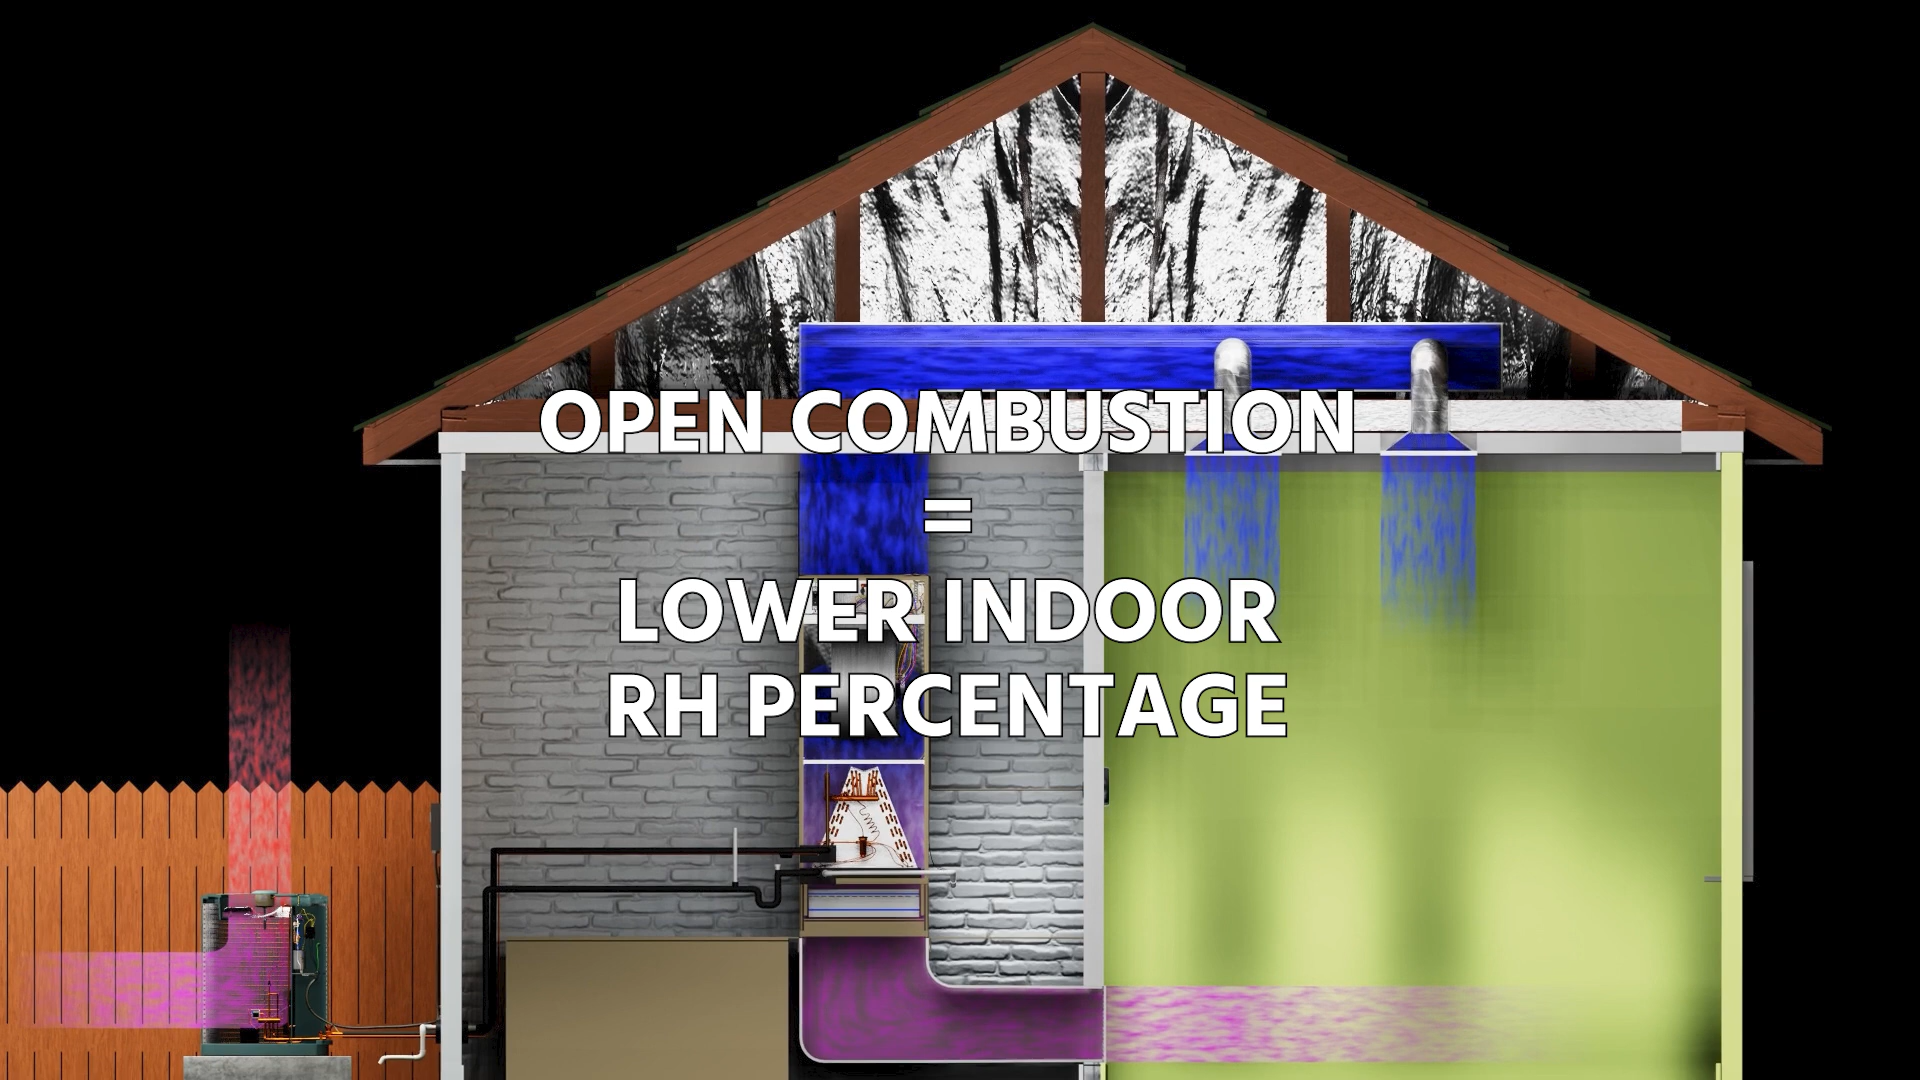 OPEN COMBUSTION
=
LOWER INDOOR
RH PERCENTAGE